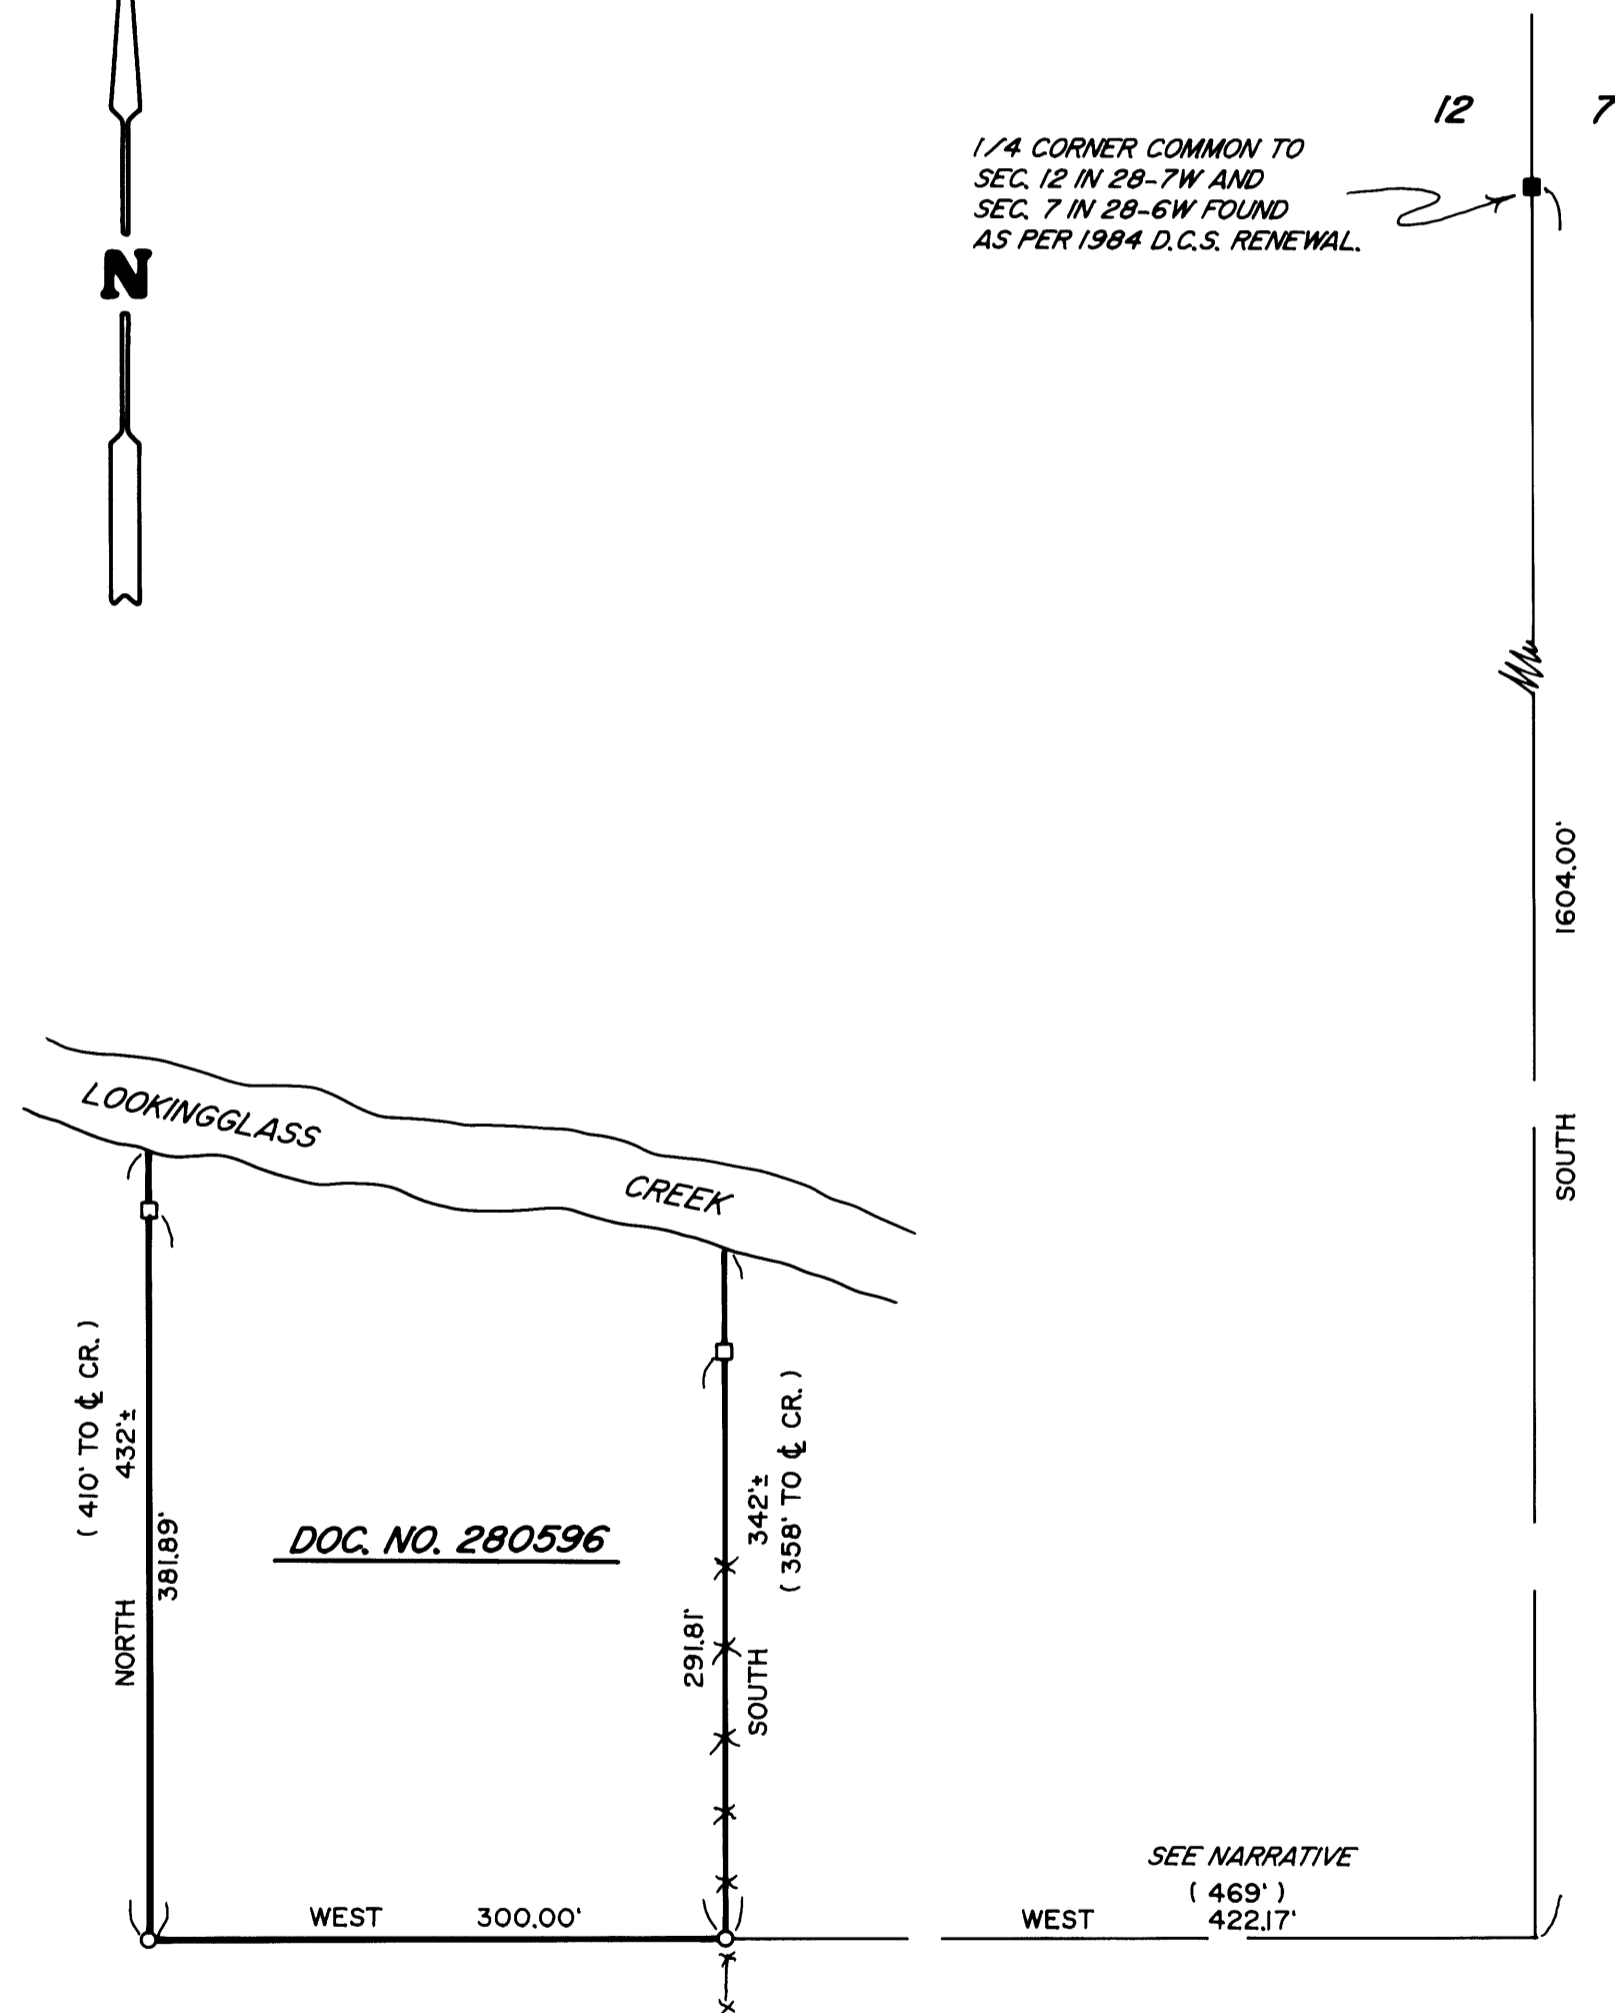 12
7
1/4 CORNER COMMON TO
SEC. 12 IN 28-7W AND
SEC. 7 IN 28-6W FOUND
AS PER 1984 D.C.S. RENEWAL.
N
1604.00'
SOUTH
LOOKINGGLASS
CREEK
( 410' TO ℄ CR. )
432'±
NORTH
381.89'
DOC. NO. 280596
291.81'
342'±
SOUTH
( 358' TO ℄ CR. )
SEE NARRATIVE
( 469' )
WEST 300.00'
WEST 422.17'